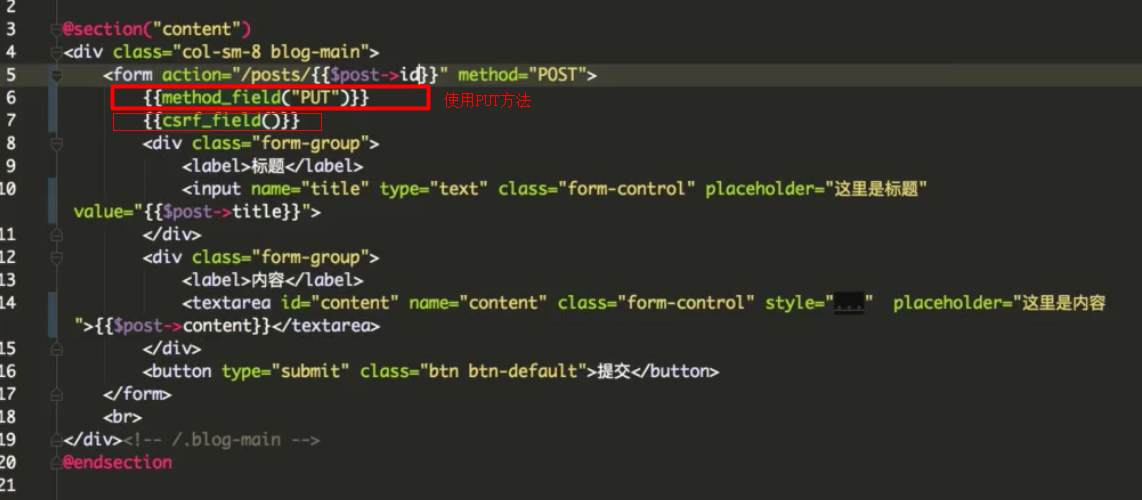 2
3 @section("content")
4 <div class="col-sm-8 blog-main">
5 <form action="/posts/{{$post->id}}" method="POST">
6 {{method_field("PUT")}} 使用PUT方法
7 {{csrf_field()}}
8 <div class="form-group">
9 <label>标题</label>
10 <input name="title" type="text" class="form-control" placeholder="这里是标题"
value="{{$post->title}}">
11 </div>
12 <div class="form-group">
13 <label>内容</label>
14 <textarea id="content" name="content" class="form-control" style="..." placeholder="这里是内容
">{{$post->content}}</textarea>
15 </div>
16 <button type="submit" class="btn btn-default">提交</button>
17 </form>
18 <br>
19 </div><!-- /.blog-main -->
20 @endsection
21